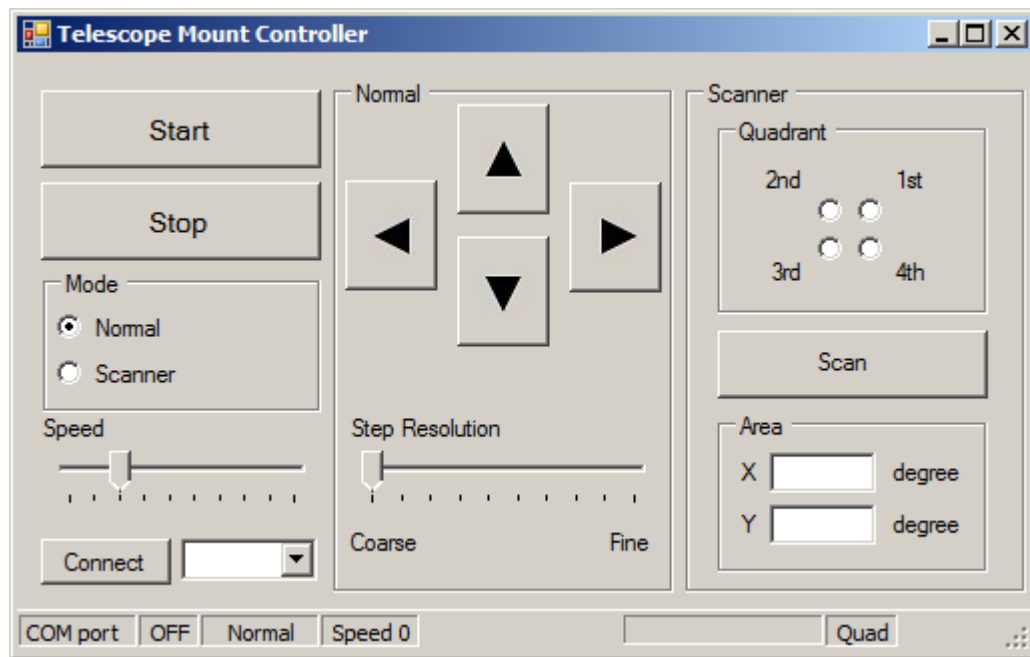 Telescope Mount Controller
Start
Stop
Mode
Normal
Scanner
Speed
Connect
Normal
Step Resolution
Coarse Fine
Scanner
Quadrant
2nd 1st
3rd 4th
Scan
Area
X degree
Y degree
COM port OFF Normal Speed 0 Quad